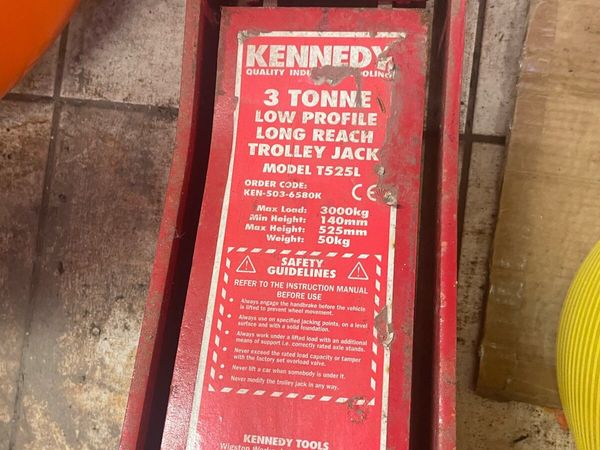 KENNEDY
QUALITY INDUSTRIAL TOOLING
3 TONNE
LOW PROFILE
LONG REACH
TROLLEY JACK
MODEL T525L
ORDER CODE:
KEN-503-6580K
CE
Max Load: 3000kg
Min Height: 140mm
Max Height: 525mm
Weight: 50kg
SAFETY
GUIDELINES
REFER TO THE INSTRUCTION MANUAL
BEFORE USE
• Always engage the handbrake before the vehicle
is lifted to prevent wheel movement.
• Always use on specified jacking points, on a level
surface and with a solid foundation.
• Always work under a lifted load with an additional
means of support i.e. correctly rated axle stands.
• Never exceed the rated load capacity or tamper
with the factory set overload valve.
• Never lift a car when somebody is under it.
• Never modify the trolley jack in any way.
KENNEDY TOOLS
Wigston